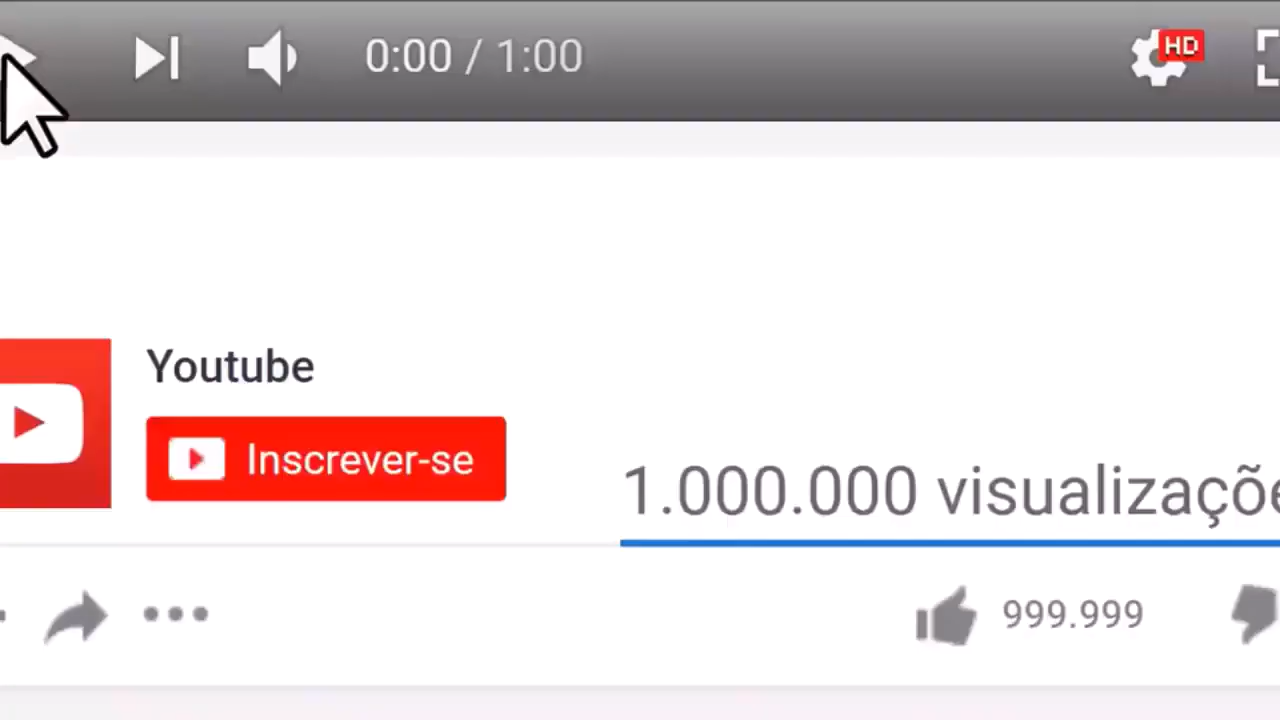 0:00 / 1:00
HD
Youtube
Inscrever-se
1.000.000 visualizaçõe
999.999